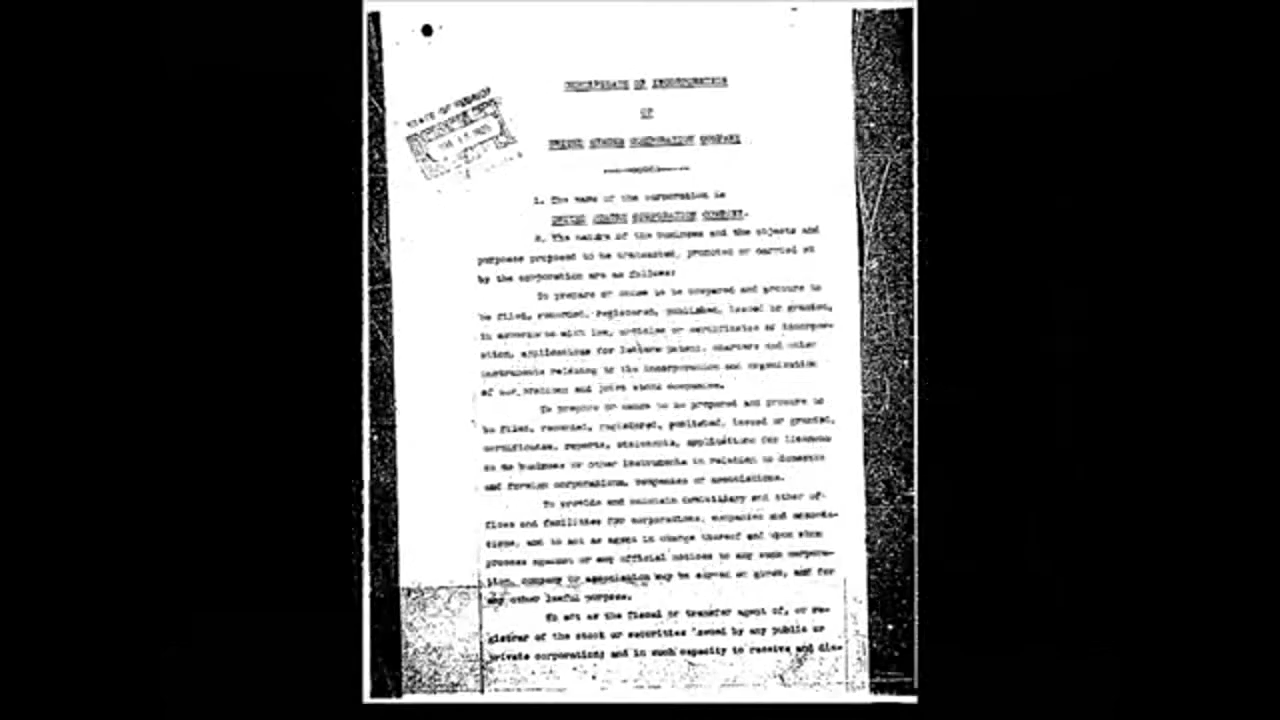 CERTIFICATE OF INCORPORATION
OF
UNITED STATES CORPORATION COMPANY
STATE OF
1. The name of the corporation is
UNITED STATES CORPORATION COMPANY.
2. The nature of the business and the objects and
purposes proposed to be transacted, promoted or carried on
by the corporation are as follows:
To prepare or cause to be prepared and procure to
be filed, recorded, registered, published, issued or granted,
in accordance with law, articles or certificates of incorpor-
ation, applications for letters patent, charters and other
instruments relating to the incorporation and organization
of corporations and joint stock companies.
To prepare or cause to be prepared and procure to
be filed, recorded, registered, published, issued or granted,
certificates, reports, statements, applications for licenses
to do business or other instruments in relation to domestic
and foreign corporations, companies or associations.
To provide and maintain domiciliary and other of-
fices and facilities for corporations, companies and associa-
tions, and to act as agent in charge thereof and upon whom
process against or any official notices to any such corpora-
tion, company or association may be served or given, and for
any other lawful purpose.
To act as the fiscal or transfer agent of, or re-
gistrar of the stock or securities issued by any public or
private corporation; and in such capacity to receive and dis-